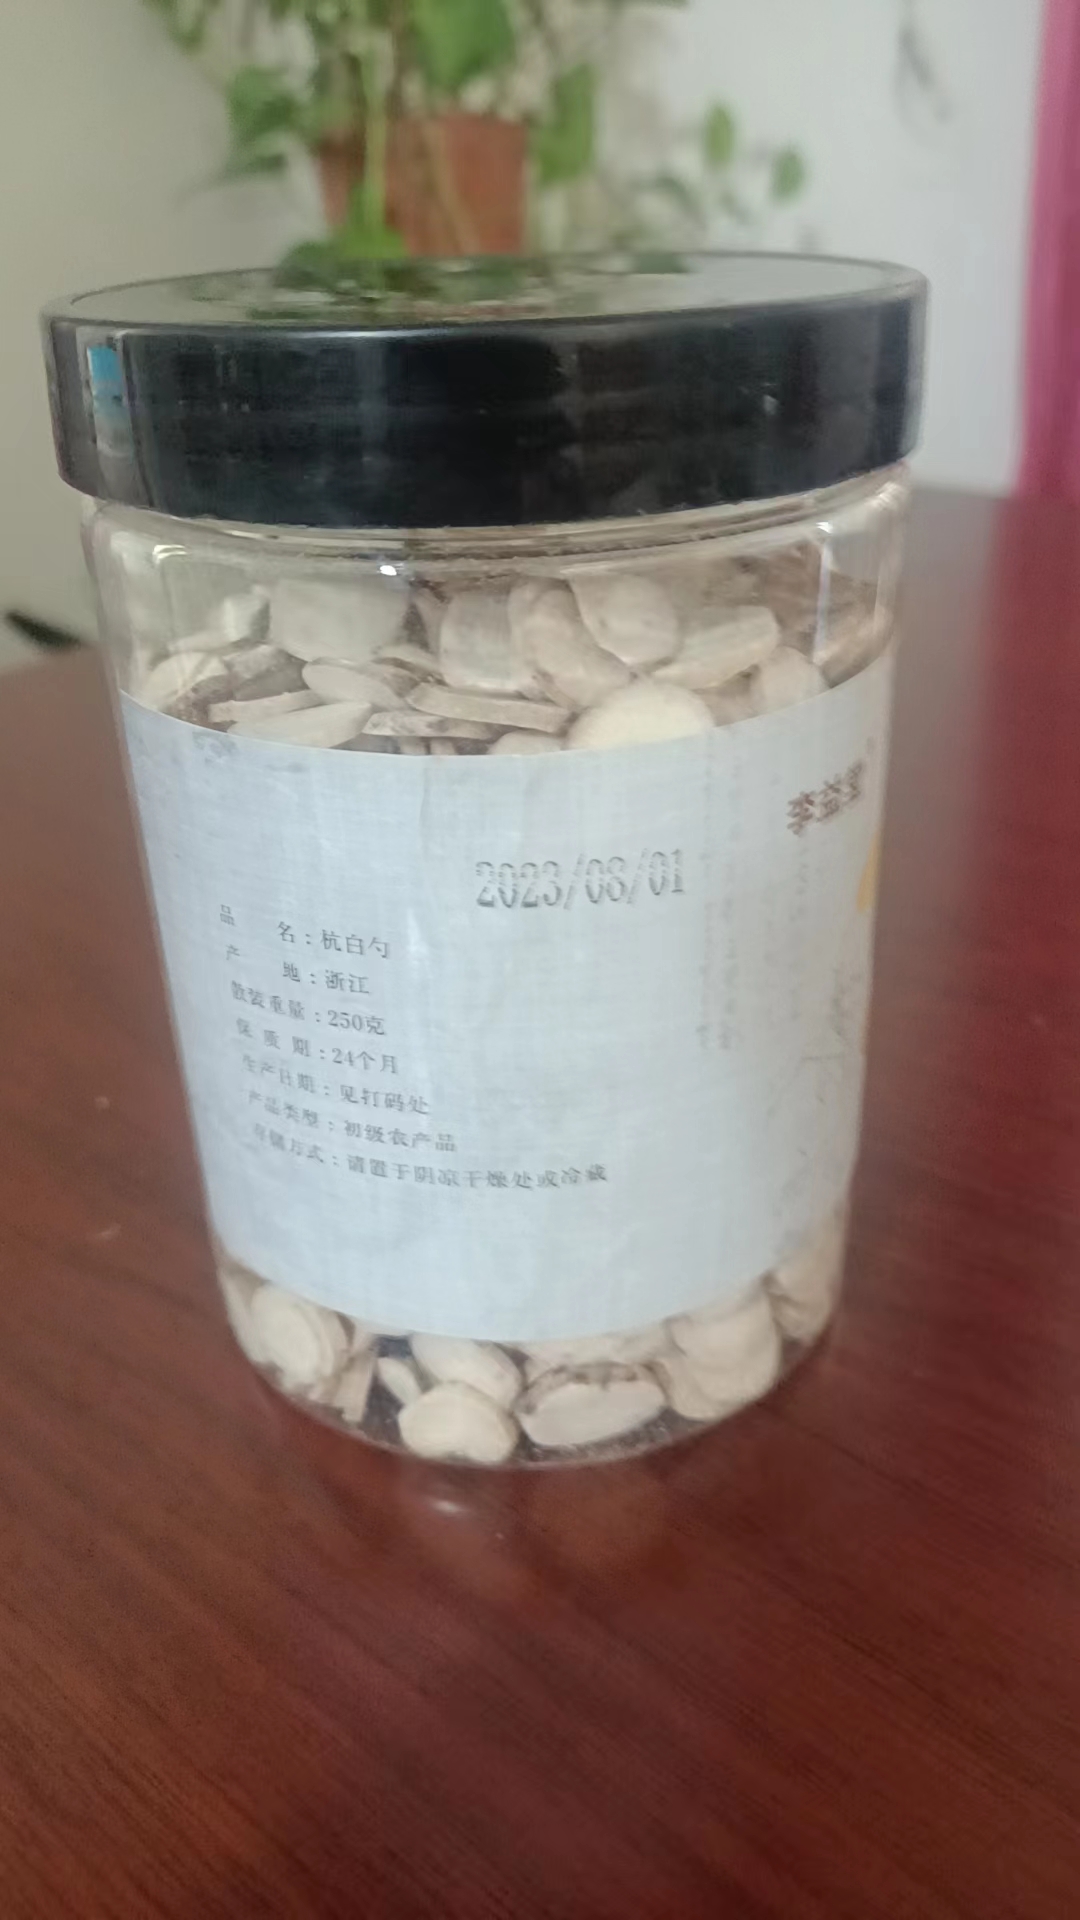 李益堂
2023/08/01
品 名：杭白勺
产 地：浙江
散装重量：250克
保 质 期：24个月
生产日期：见打码处
产品类型：初级农产品
存储方式：请置于阴凉干燥处或冷藏